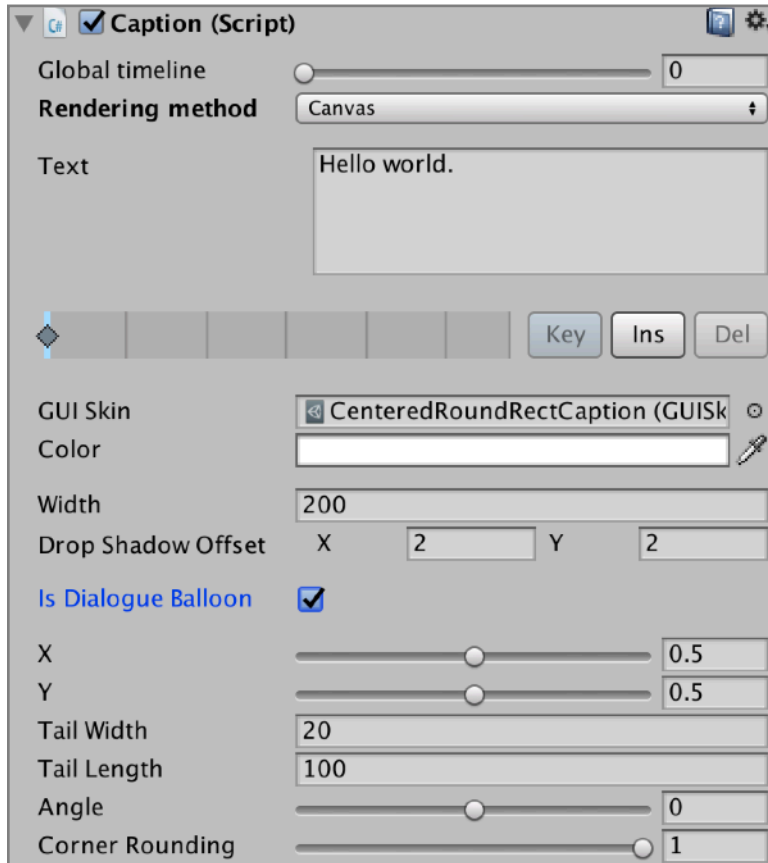 C# Caption (Script)
Global timeline 0
Rendering method Canvas
Text Hello world.
Key Ins Del
GUI Skin CenteredRoundRectCaption (GUISk
Color
Width 200
Drop Shadow Offset X 2 Y 2
Is Dialogue Balloon
X 0.5
Y 0.5
Tail Width 20
Tail Length 100
Angle 0
Corner Rounding 1